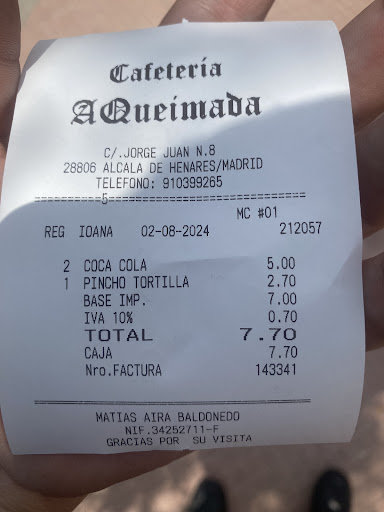 Cafeteria
AQueimada
C/.JORGE JUAN N.8
28806 ALCALA DE HENARES/MADRID
TELEFONO: 910399265
==========5==============================
MC #01
REG IOANA 02-08-2024 212057
2 COCA COLA 5.00
1 PINCHO TORTILLA 2.70
BASE IMP. 7.00
IVA 10% 0.70
TOTAL 7.70
CAJA 7.70
Nro.FACTURA 143341
MATIAS AIRA BALDONEDO
NIF.34252711-F
GRACIAS POR SU VISITA